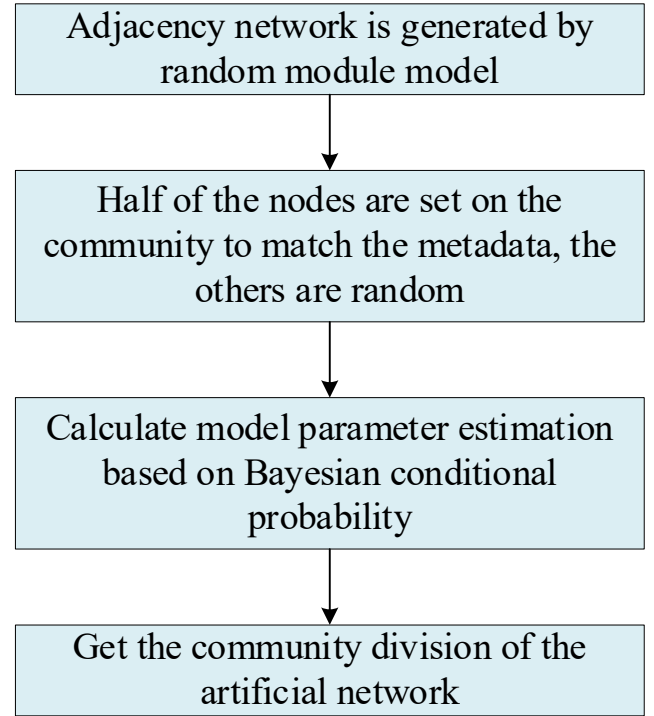 Adjacency network is generated by
random module model
Half of the nodes are set on the
community to match the metadata, the
others are random
Calculate model parameter estimation
based on Bayesian conditional
probability
Get the community division of the
artificial network